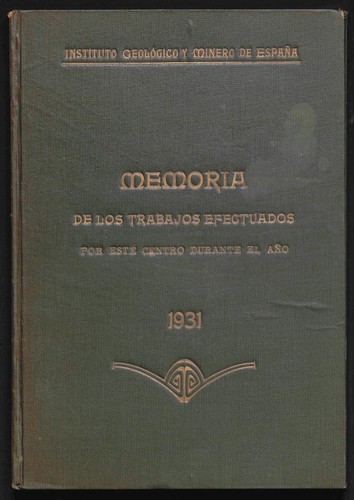 INSTITUTO GEOLÓGICO Y MINERO DE ESPAÑA
MEMORIA
DE LOS TRABAJOS EFECTUADOS
POR ESTE CENTRO DURANTE EL AÑO
1931